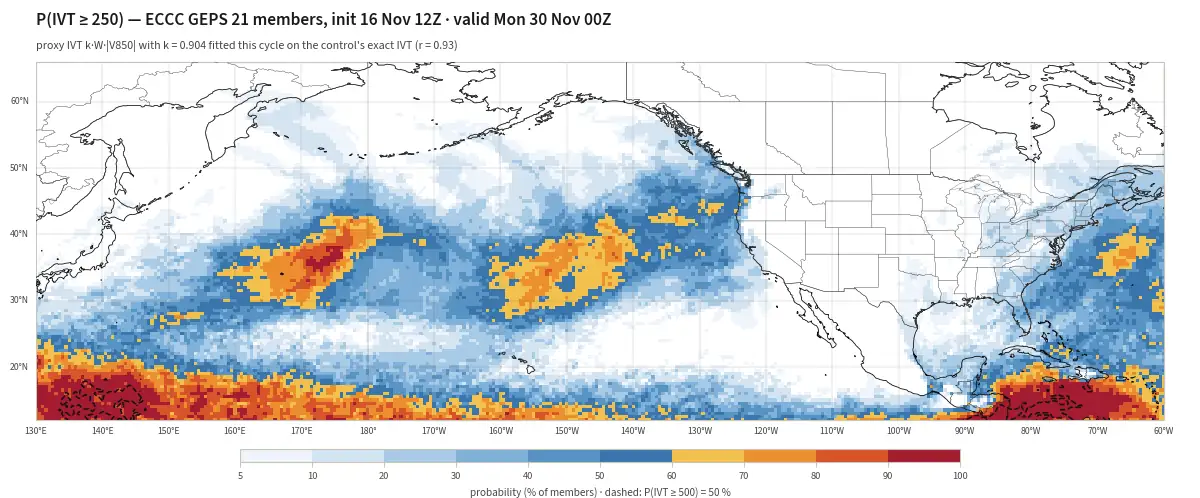 P(IVT ≥ 250) — ECCC GEPS 21 members, init 16 Nov 12Z · valid Mon 30 Nov 00Z
proxy IVT k·W·|V850| with k = 0.904 fitted this cycle on the control's exact IVT (r = 0.93)
60°N
50°N
40°N
30°N
20°N
130°E 140°E 150°E 160°E 170°E 180° 170°W 160°W 150°W 140°W 130°W 120°W 110°W 100°W 90°W 80°W 70°W 60°W
5 10 20 30 40 50 60 70 80 90 100
probability (% of members) · dashed: P(IVT ≥ 500) = 50 %